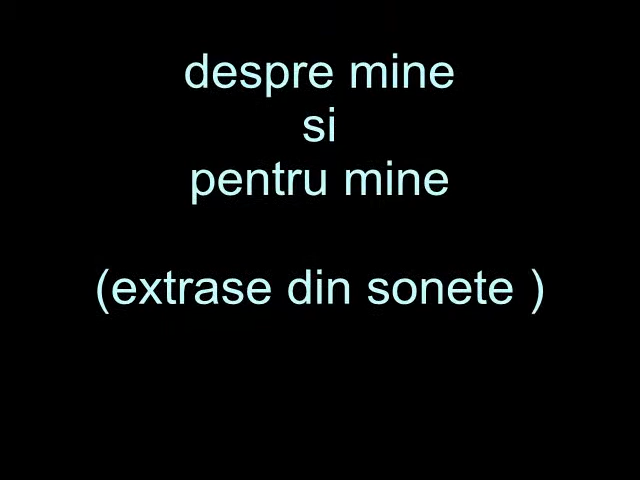 despre mine
si
pentru mine
(extrase din sonete )